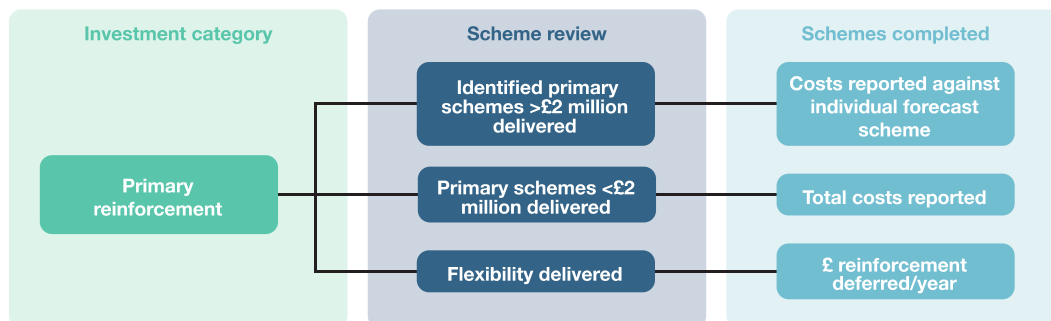 Investment category
Scheme review
Schemes completed
Primary
reinforcement
Identified primary
schemes >£2 million
delivered
Costs reported against
individual forecast
scheme
Primary schemes <£2
million delivered
Total costs reported
Flexibility delivered
£ reinforcement
deferred/year